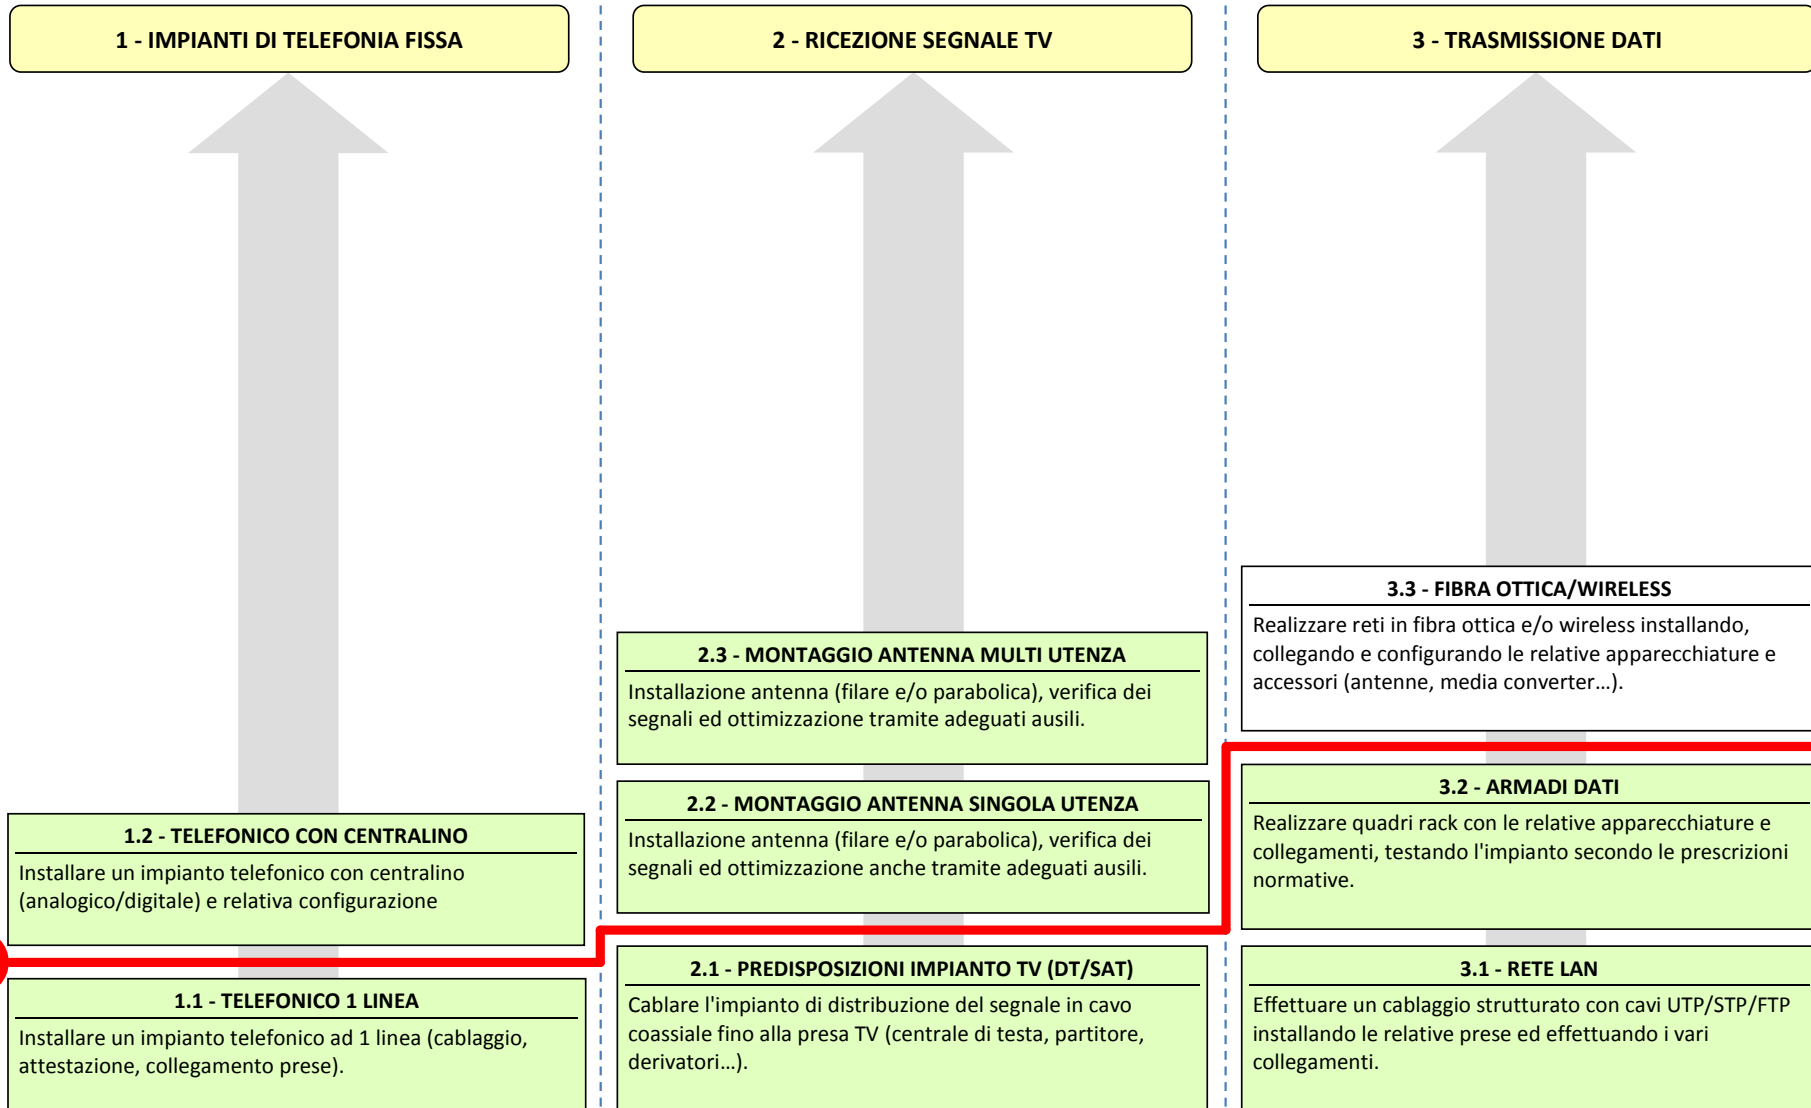 1 - IMPIANTI DI TELEFONIA FISSA
2 - RICEZIONE SEGNALE TV
3 - TRASMISSIONE DATI
1.2 - TELEFONICO CON CENTRALINO
Installare un impianto telefonico con centralino
(analogico/digitale) e relativa configurazione
1.1 - TELEFONICO 1 LINEA
Installare un impianto telefonico ad 1 linea (cablaggio,
attestazione, collegamento prese).
2.3 - MONTAGGIO ANTENNA MULTI UTENZA
Installazione antenna (filare e/o parabolica), verifica dei
segnali ed ottimizzazione tramite adeguati ausili.
2.2 - MONTAGGIO ANTENNA SINGOLA UTENZA
Installazione antenna (filare e/o parabolica), verifica dei
segnali ed ottimizzazione anche tramite adeguati ausili.
2.1 - PREDISPOSIZIONI IMPIANTO TV (DT/SAT)
Cablare l'impianto di distribuzione del segnale in cavo
coassiale fino alla presa TV (centrale di testa, partitore,
derivatori...).
3.3 - FIBRA OTTICA/WIRELESS
Realizzare reti in fibra ottica e/o wireless installando,
collegando e configurando le relative apparecchiature e
accessori (antenne, media converter...).
3.2 - ARMADI DATI
Realizzare quadri rack con le relative apparecchiature e
collegamenti, testando l'impianto secondo le prescrizioni
normative.
3.1 - RETE LAN
Effettuare un cablaggio strutturato con cavi UTP/STP/FTP
installando le relative prese ed effettuando i vari
collegamenti.